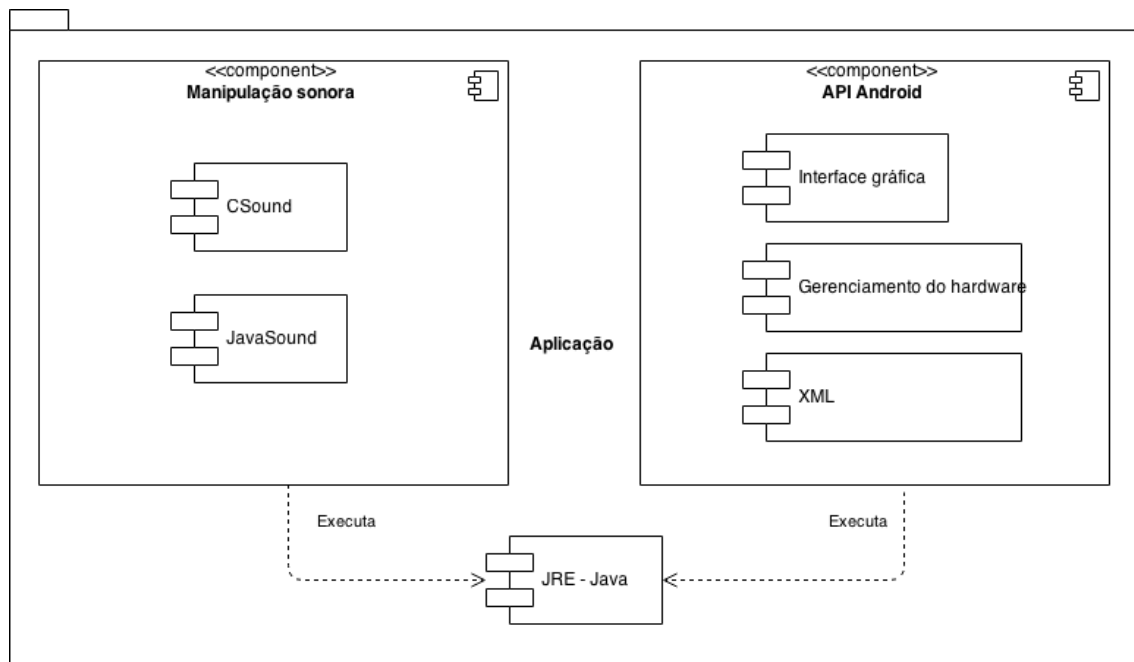 <<component>>
Manipulação sonora
CSound
JavaSound
Aplicação
<<component>>
API Android
Interface gráfica
Gerenciamento do hardware
XML
Executa
Executa
JRE - Java